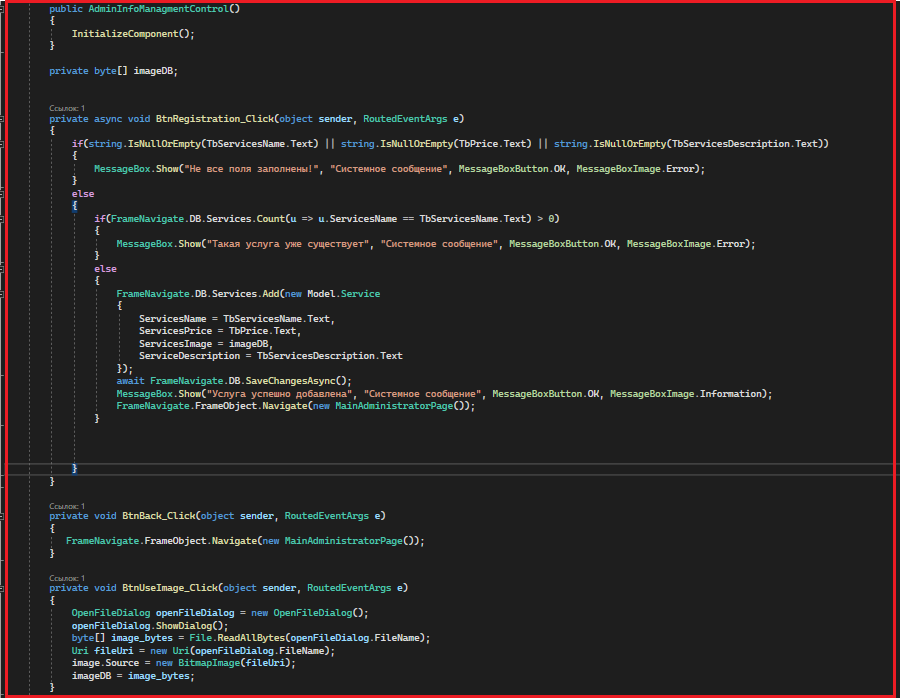 public AdminInfoManagmentControl()
{
InitializeComponent();
}
private byte[] imageDB;
Ссылок: 1
private async void BtnRegistration_Click(object sender, RoutedEventArgs e)
{
if(string.IsNullOrEmpty(TbServicesName.Text) || string.IsNullOrEmpty(TbPrice.Text) || string.IsNullOrEmpty(TbServicesDescription.Text))
{
MessageBox.Show("Не все поля заполнены!", "Системное сообщение", MessageBoxButton.OK, MessageBoxImage.Error);
}
else
{
if(FrameNavigate.DB.Services.Count(u => u.ServicesName == TbServicesName.Text) > 0)
{
MessageBox.Show("Такая услуга уже существует", "Системное сообщение", MessageBoxButton.OK, MessageBoxImage.Error);
}
else
{
FrameNavigate.DB.Services.Add(new Model.Service
{
ServicesName = TbServicesName.Text,
ServicesPrice = TbPrice.Text,
ServicesImage = imageDB,
ServiceDescription = TbServicesDescription.Text
});
await FrameNavigate.DB.SaveChangesAsync();
MessageBox.Show("Услуга успешно добавлена", "Системное сообщение", MessageBoxButton.OK, MessageBoxImage.Information);
FrameNavigate.FrameObject.Navigate(new MainAdministratorPage());
}
}
}
Ссылок: 1
private void BtnBack_Click(object sender, RoutedEventArgs e)
{
FrameNavigate.FrameObject.Navigate(new MainAdministratorPage());
}
Ссылок: 1
private void BtnUseImage_Click(object sender, RoutedEventArgs e)
{
OpenFileDialog openFileDialog = new OpenFileDialog();
openFileDialog.ShowDialog();
byte[] image_bytes = File.ReadAllBytes(openFileDialog.FileName);
Uri fileUri = new Uri(openFileDialog.FileName);
image.Source = new BitmapImage(fileUri);
imageDB = image_bytes;
}